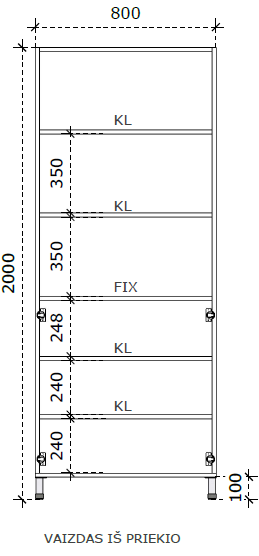 800
KL
350
KL
350
2000
FIX
248
KL
240
KL
240
100
VAIZDAS IŠ PRIEKIO